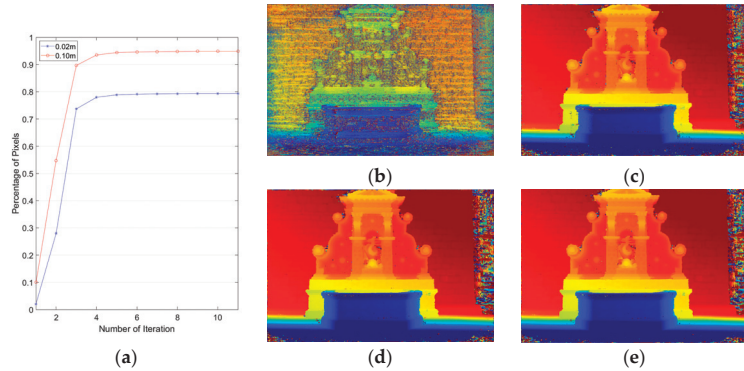 0.02m
0.10m
1
0.9
0.8
0.7
0.6
0.5
0.4
0.3
0.2
0.1
0
2 4 6 8 10
Percentage of Pixels
Number of Iteration
(a)
(b)
(c)
(d)
(e)